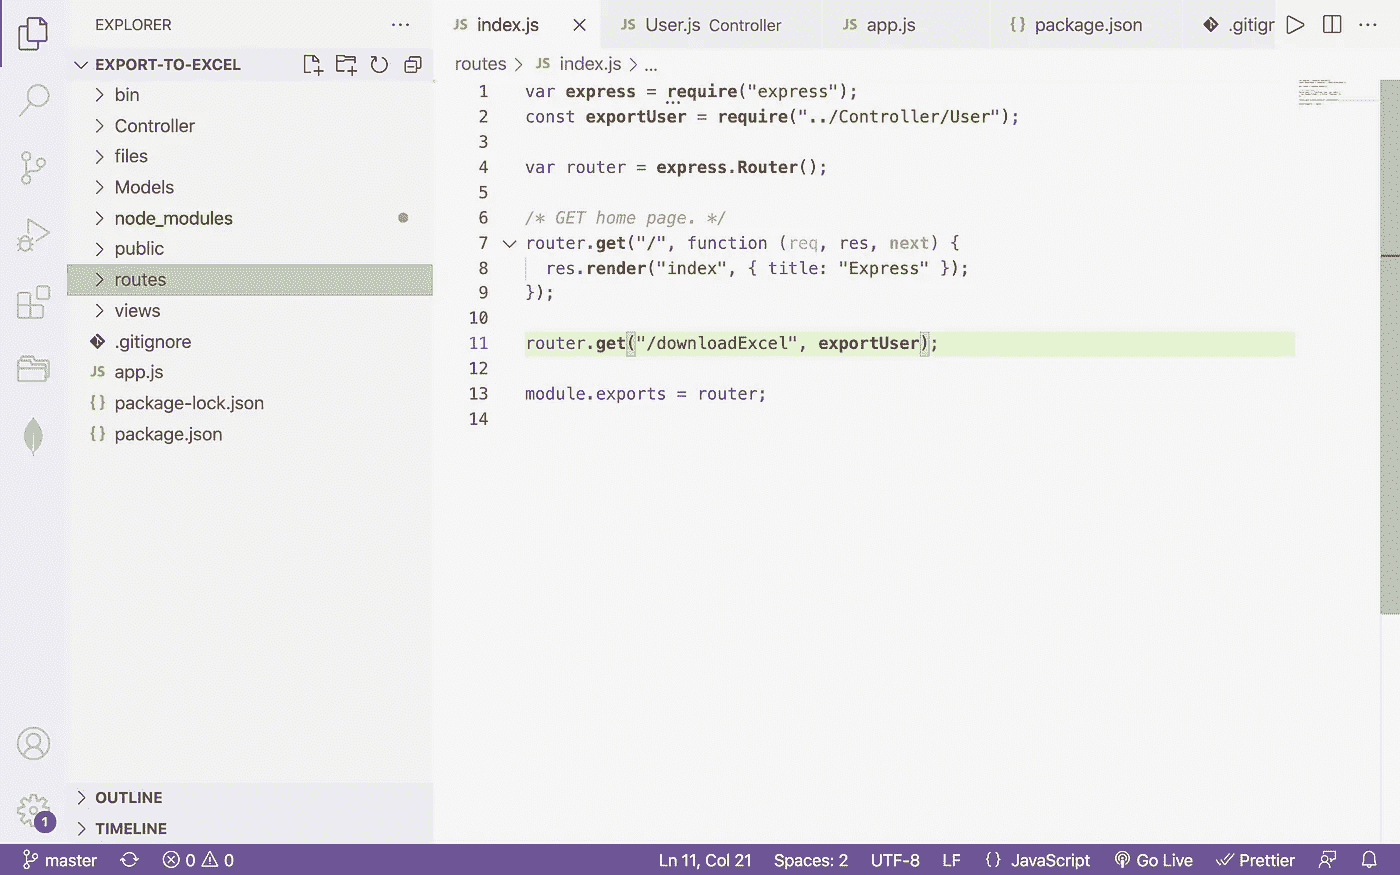 EXPLORER
EXPORT-TO-EXCEL
bin
Controller
files
Models
node_modules
public
routes
views
.gitignore
JS app.js
{} package-lock.json
{} package.json
OUTLINE
TIMELINE
JS index.js
JS User.js Controller
JS app.js
{} package.json
.gitigr
routes > JS index.js > ...
1 var express = require("express");
2 const exportUser = require("../Controller/User");
3
4 var router = express.Router();
5
6 /* GET home page. */
7 router.get("/", function (req, res, next) {
8 res.render("index", { title: "Express" });
9 });
10
11 router.get("/downloadExcel", exportUser);
12
13 module.exports = router;
14
1
master 0 0 Ln 11, Col 21 Spaces: 2 UTF-8 LF {} JavaScript Go Live Prettier